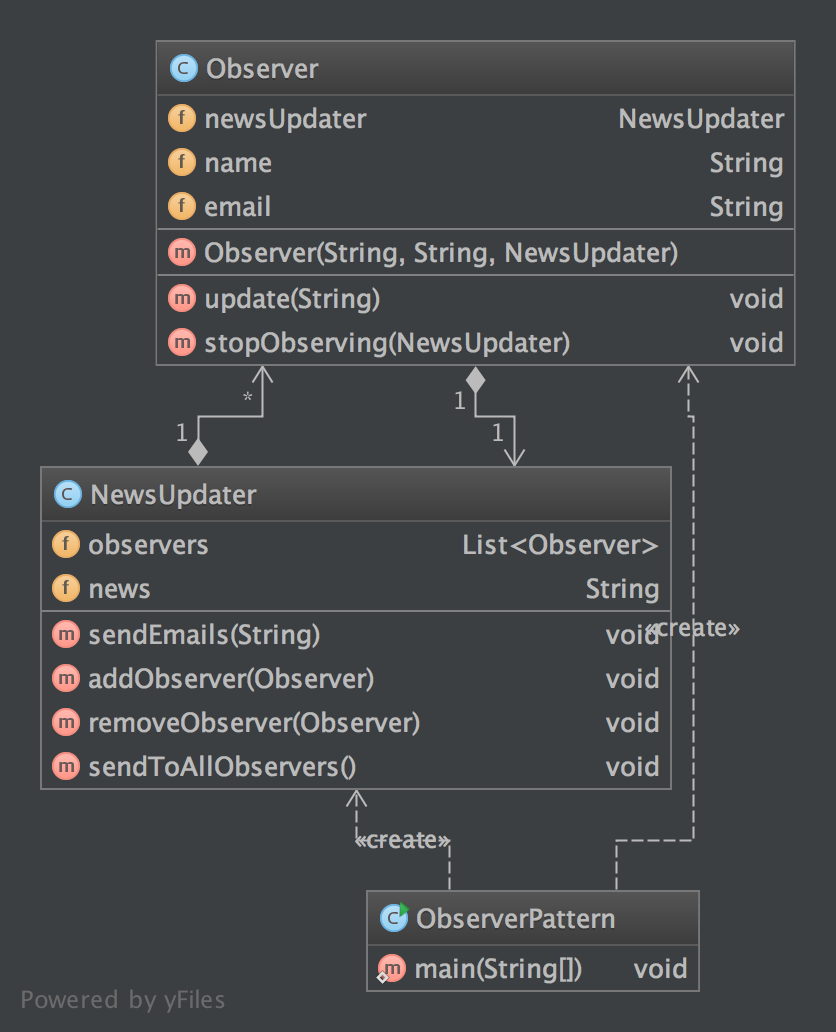 Observer
newsUpdater NewsUpdater
name String
email String
Observer(String, String, NewsUpdater)
update(String) void
stopObserving(NewsUpdater) void
* 1
1 1
NewsUpdater
observers List<Observer>
news String
sendEmails(String) void
«create»
addObserver(Observer) void
removeObserver(Observer) void
sendToAllObservers() void
«create»
ObserverPattern
main(String[]) void
Powered by yFiles